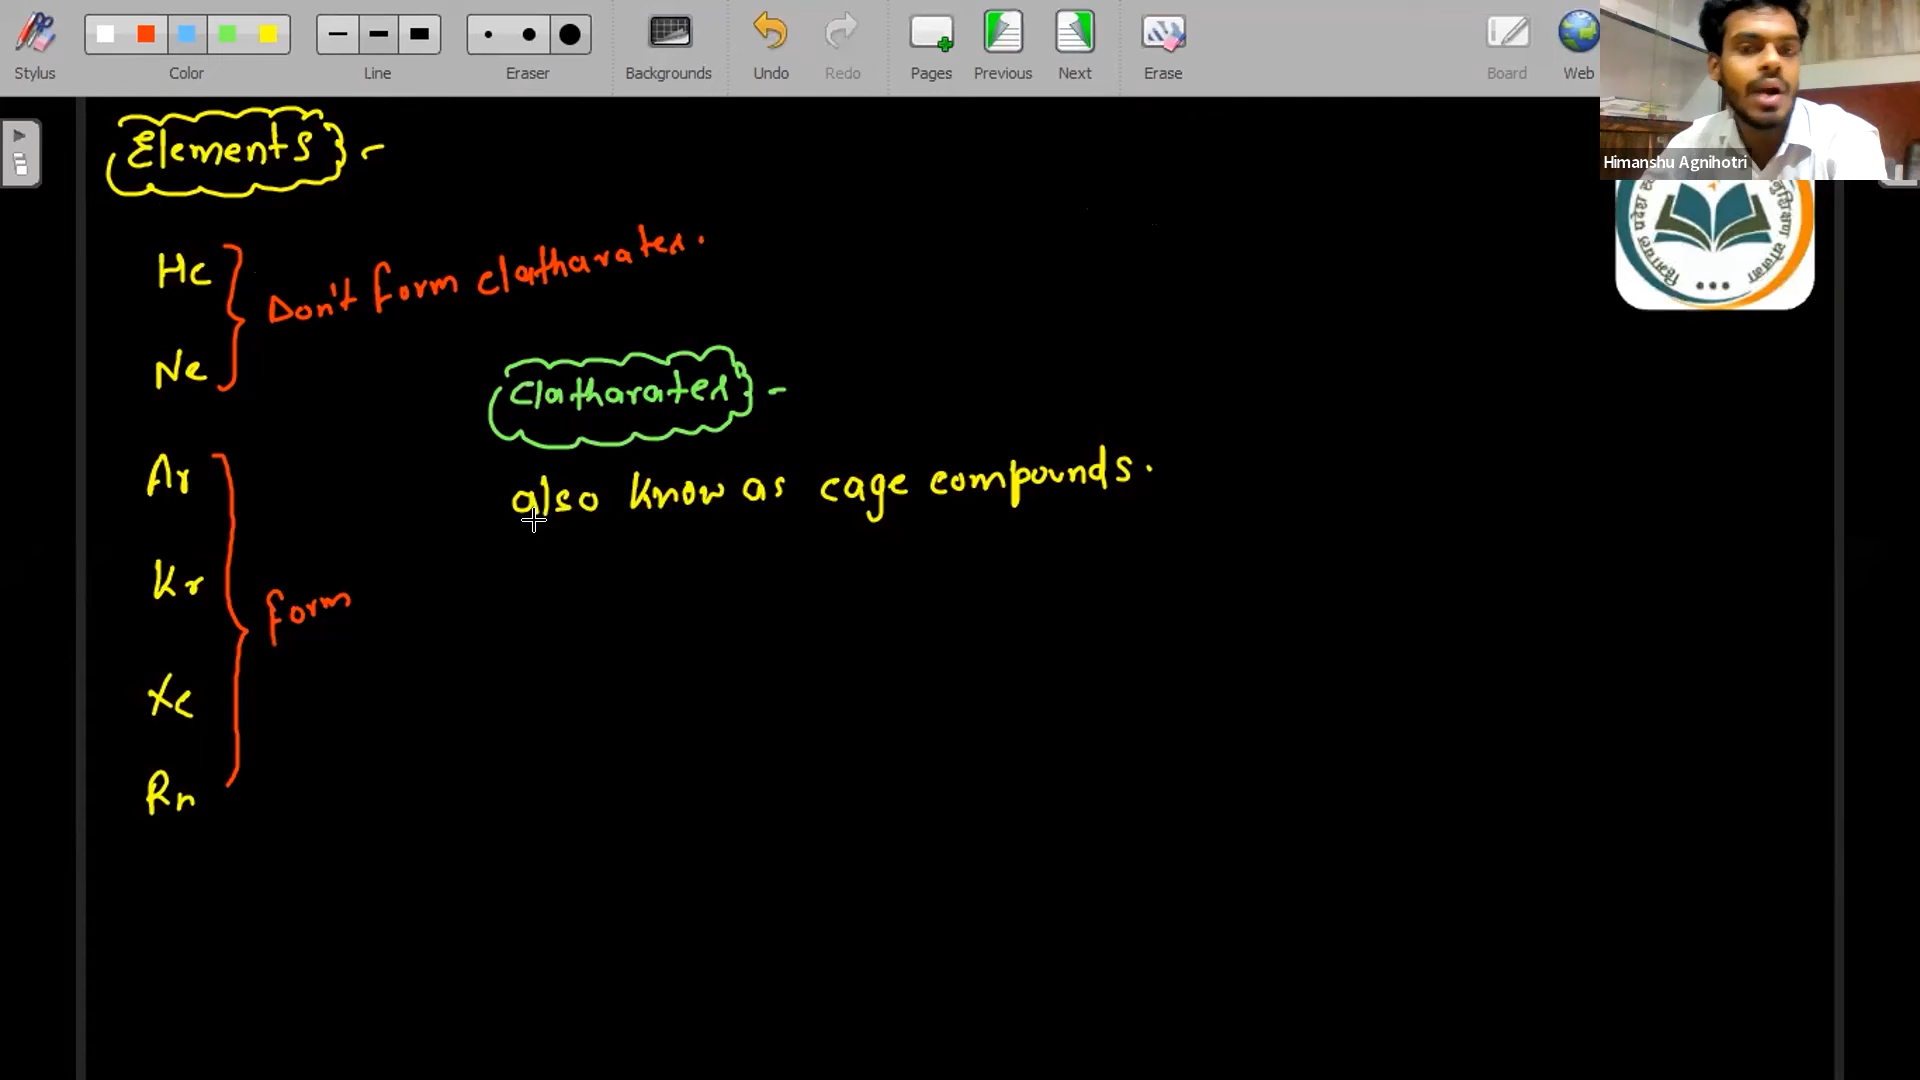 Stylus
Color
Line
Eraser
Backgrounds
Undo
Redo
Pages
Previous
Next
Erase
Board
Web
Himanshu Agnihotri
Elements -
He
Ne
Don't form clatharates.
Clatharates -
also know as cage compounds.
Ar
Kr
Xe
Rn
form